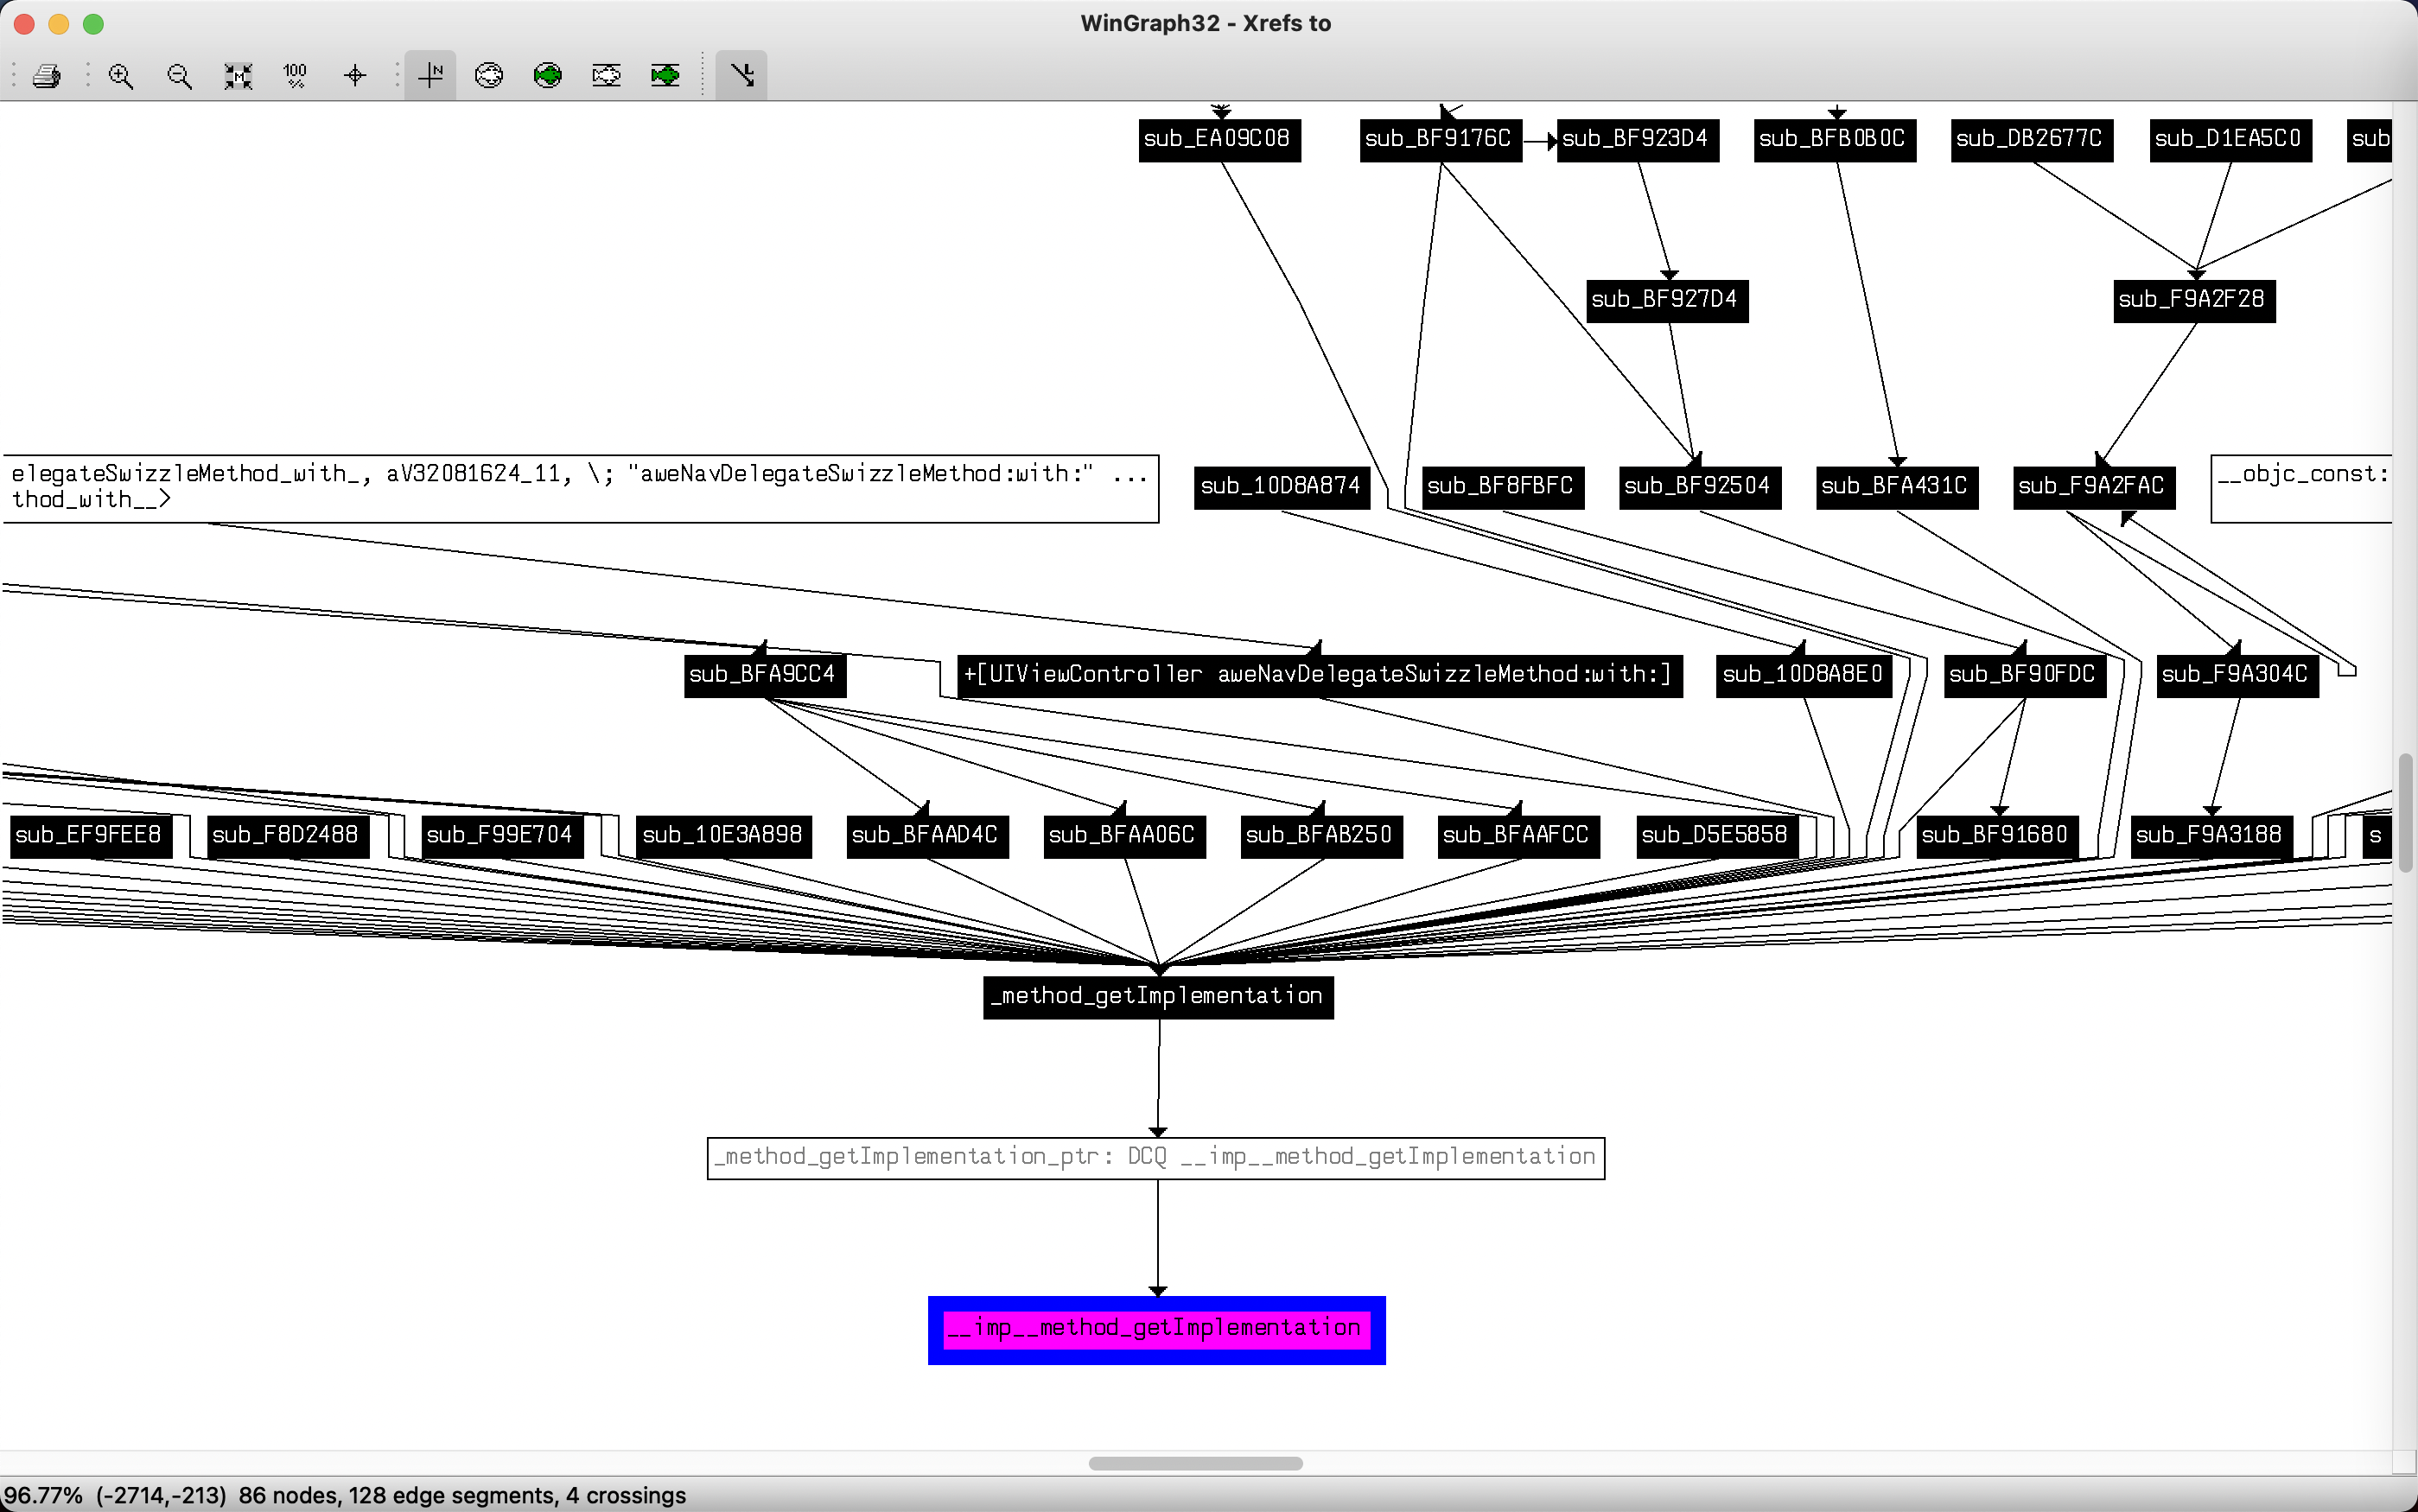 WinGraph32 - Xrefs to
M
100
%
N
sub_EA09C08
sub_BF9176C
sub_BF923D4
sub_BFB0B0C
sub_DB2677C
sub_D1EA5C0
sub
sub_BF927D4
sub_F9A2F28
elegateSwizzleMethod_with_, aV32081624_11, \; "aweNavDelegateSwizzleMethod:with:" ...
thod_with__>
sub_10D8A874
sub_BF8FBFC
sub_BF92504
sub_BFA431C
sub_F9A2FAC
__objc_const:
sub_BFA9CC4
+[UIViewController aweNavDelegateSwizzleMethod:with:]
sub_10D8A8E0
sub_BF90FDC
sub_F9A304C
sub_EF9FEE8
sub_F8D2488
sub_F99E704
sub_10E3A898
sub_BFAAD4C
sub_BFAA06C
sub_BFAB250
sub_BFAAFCC
sub_D5E5858
sub_BF91680
sub_F9A3188
s
_method_getImplementation
_method_getImplementation_ptr: DCQ __imp__method_getImplementation
__imp__method_getImplementation
96.77% (-2714,-213) 86 nodes, 128 edge segments, 4 crossings